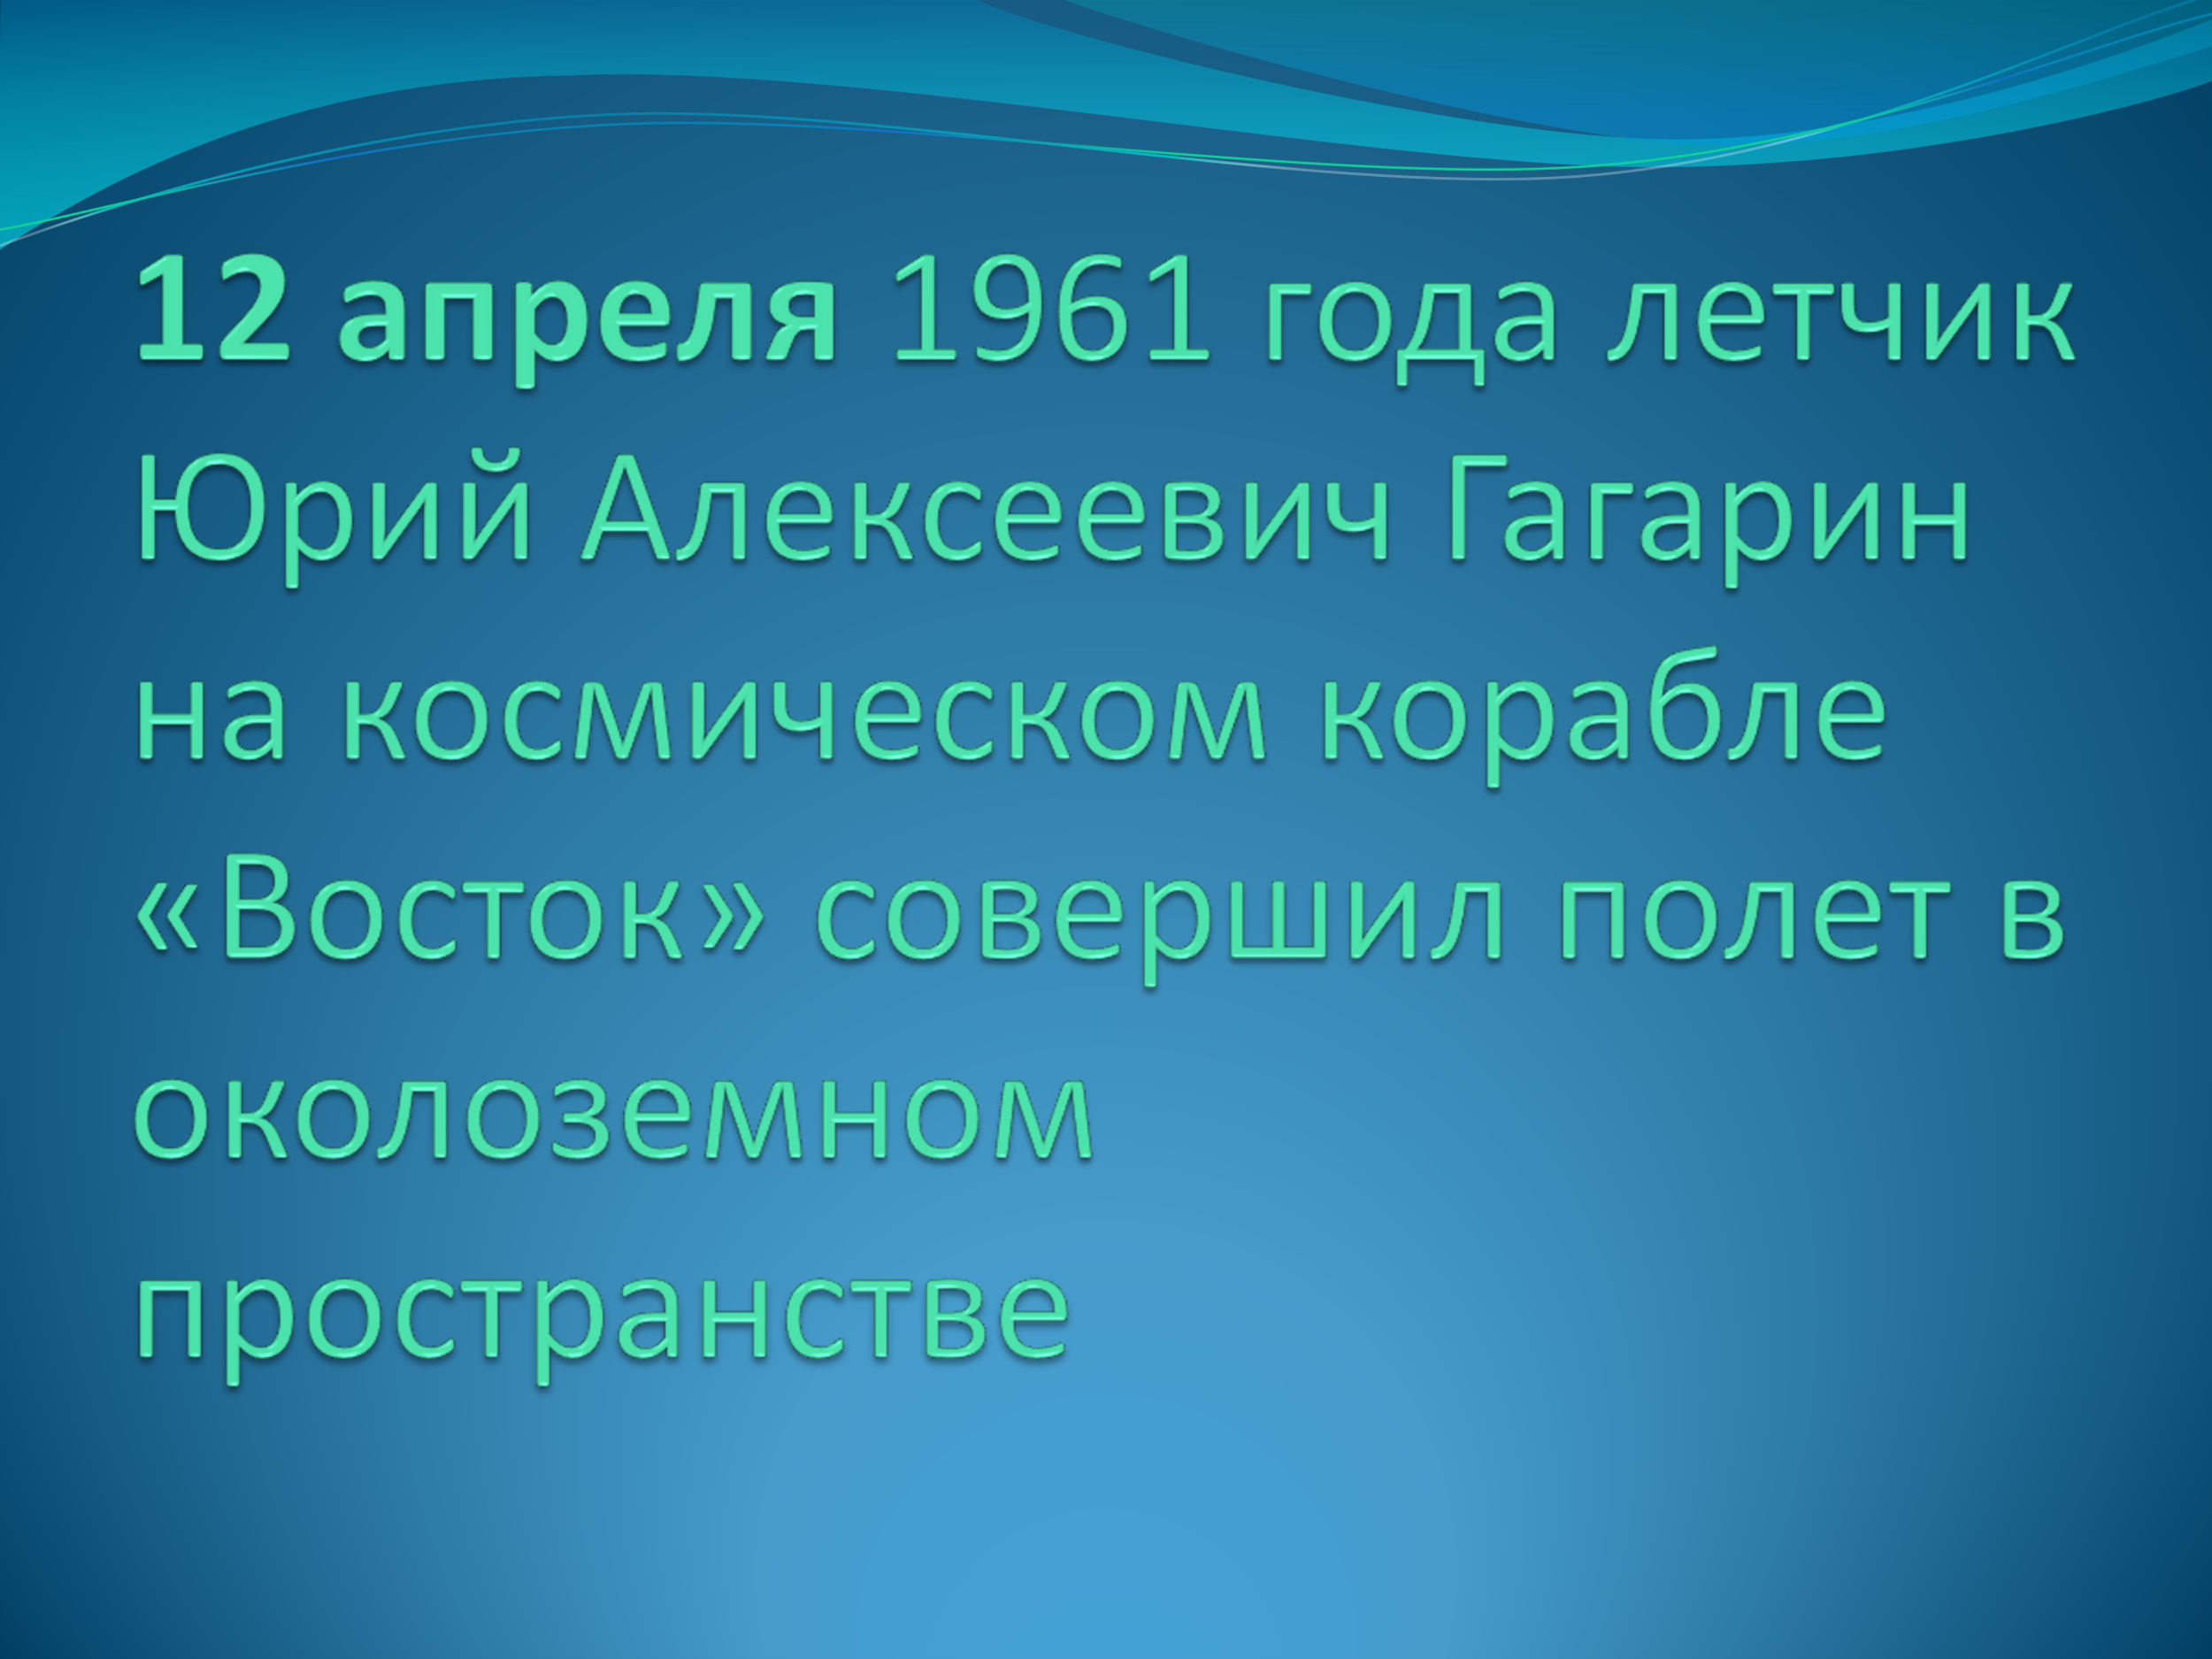 12 апреля 1961 года летчик
Юрий Алексеевич Гагарин
на космическом корабле
«Восток» совершил полет в
околоземном
пространстве